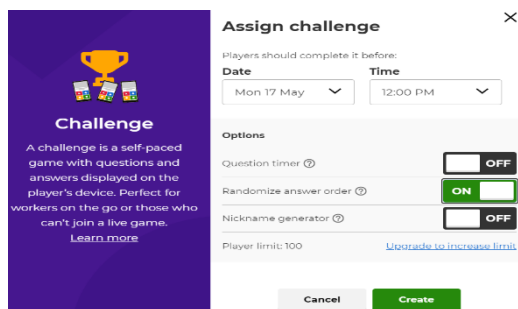 Challenge
A challenge is a self-paced
game with questions and
answers displayed on the
player's device. Perfect for
workers on the go or those who
can't join a live game.
Learn more
Assign challenge
Players should complete it before:
Date Time
Mon 17 May 12:00 PM
Options
Question timer OFF
Randomize answer order ON
Nickname generator OFF
Player limit: 100 Upgrade to increase limit
Cancel Create